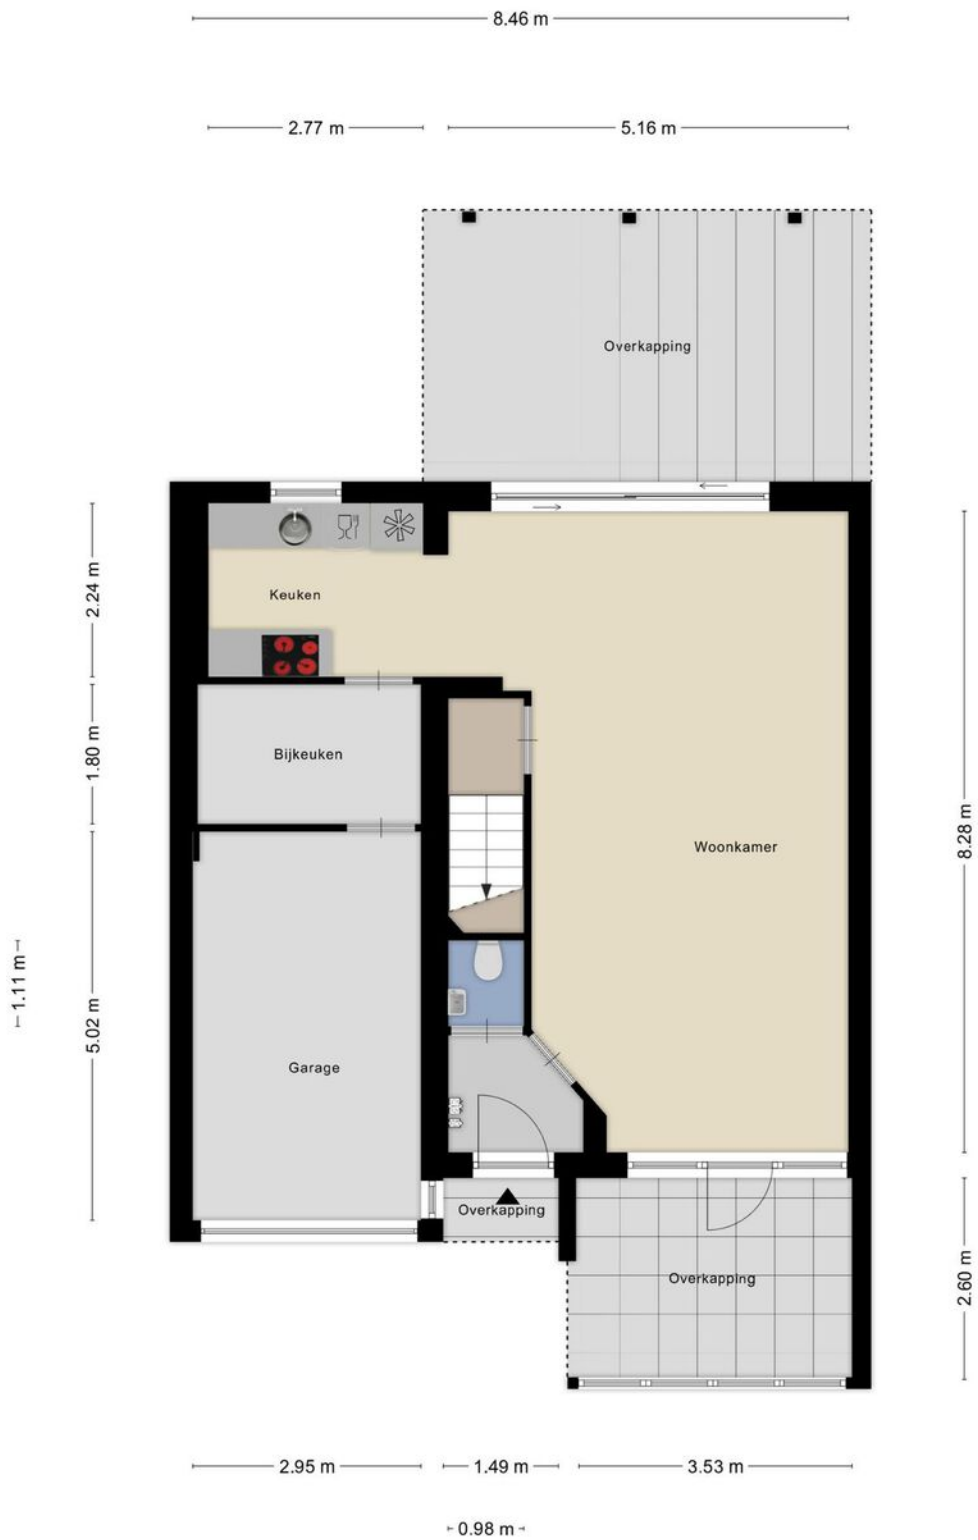 8.46 m
2.77 m
5.16 m
Overkapping
2.24 m
Keuken
1.80 m
Bijkeuken
8.28 m
Woonkamer
1.11 m
5.02 m
Garage
Overkapping
Overkapping
2.60 m
2.95 m
1.49 m
3.53 m
0.98 m